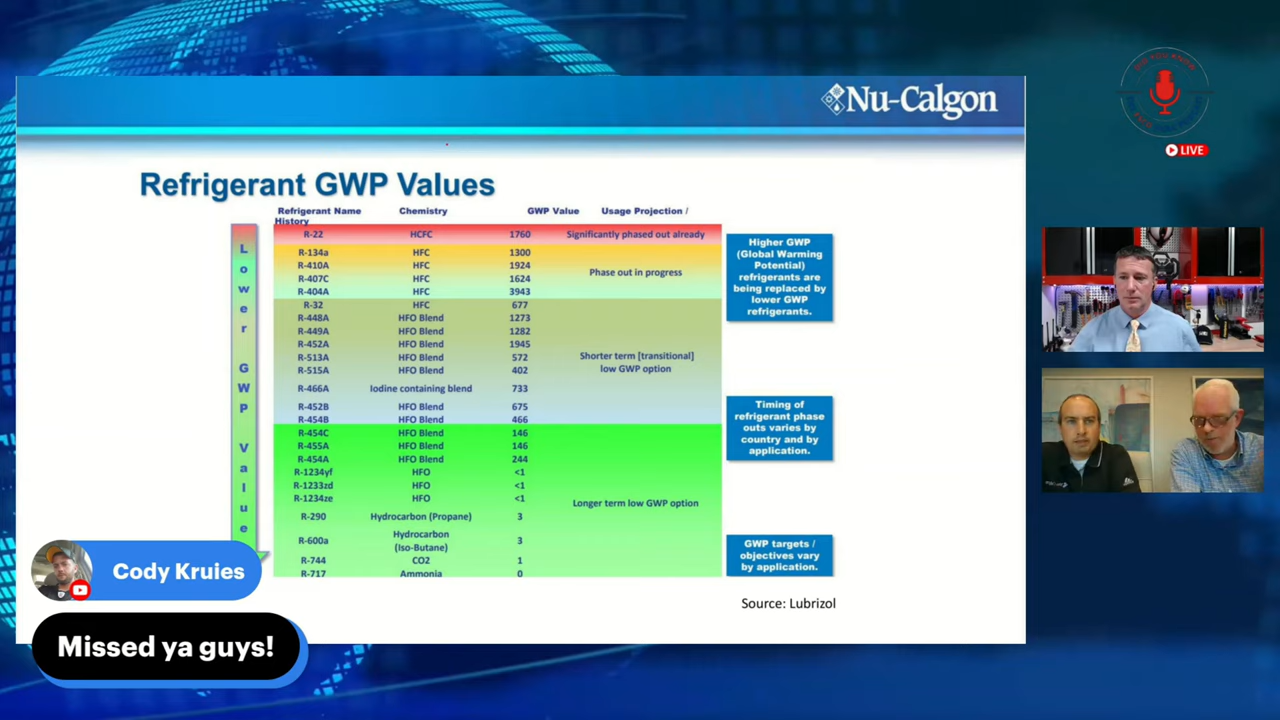 Nu-Calgon
LIVE
Refrigerant GWP Values
Refrigerant Name Chemistry GWP Value Usage Projection /
History
R-22 HCFC 1760 Significantly phased out already
R-134a HFC 1300
R-410A HFC 1924
Phase out in progress
R-407C HFC 1624
R-404A HFC 3943
R-32 HFC 677
R-448A HFO Blend 1273
R-449A HFO Blend 1282
R-452A HFO Blend 1945
R-513A HFO Blend 572
Shorter term [transitional]
low GWP option
R-515A HFO Blend 402
R-466A Iodine containing blend 733
R-452B HFO Blend 675
R-454B HFO Blend 466
R-454C HFO Blend 146
R-455A HFO Blend 146
R-454A HFO Blend 244
R-1234yf HFO <1
R-1233zd HFO <1
R-1234ze HFO <1
Longer term low GWP option
R-290 Hydrocarbon (Propane) 3
R-600a Hydrocarbon 3
(Iso-Butane)
R-744 CO2 1
R-717 Ammonia 0
Lower GWP Value
Higher GWP
(Global Warming
Potential)
refrigerants are
being replaced by
lower GWP
refrigerants.
Timing of
refrigerant phase
outs varies by
country and by
application.
GWP targets /
objectives vary
by application.
Source: Lubrizol
Cody Kruies
Missed ya guys!